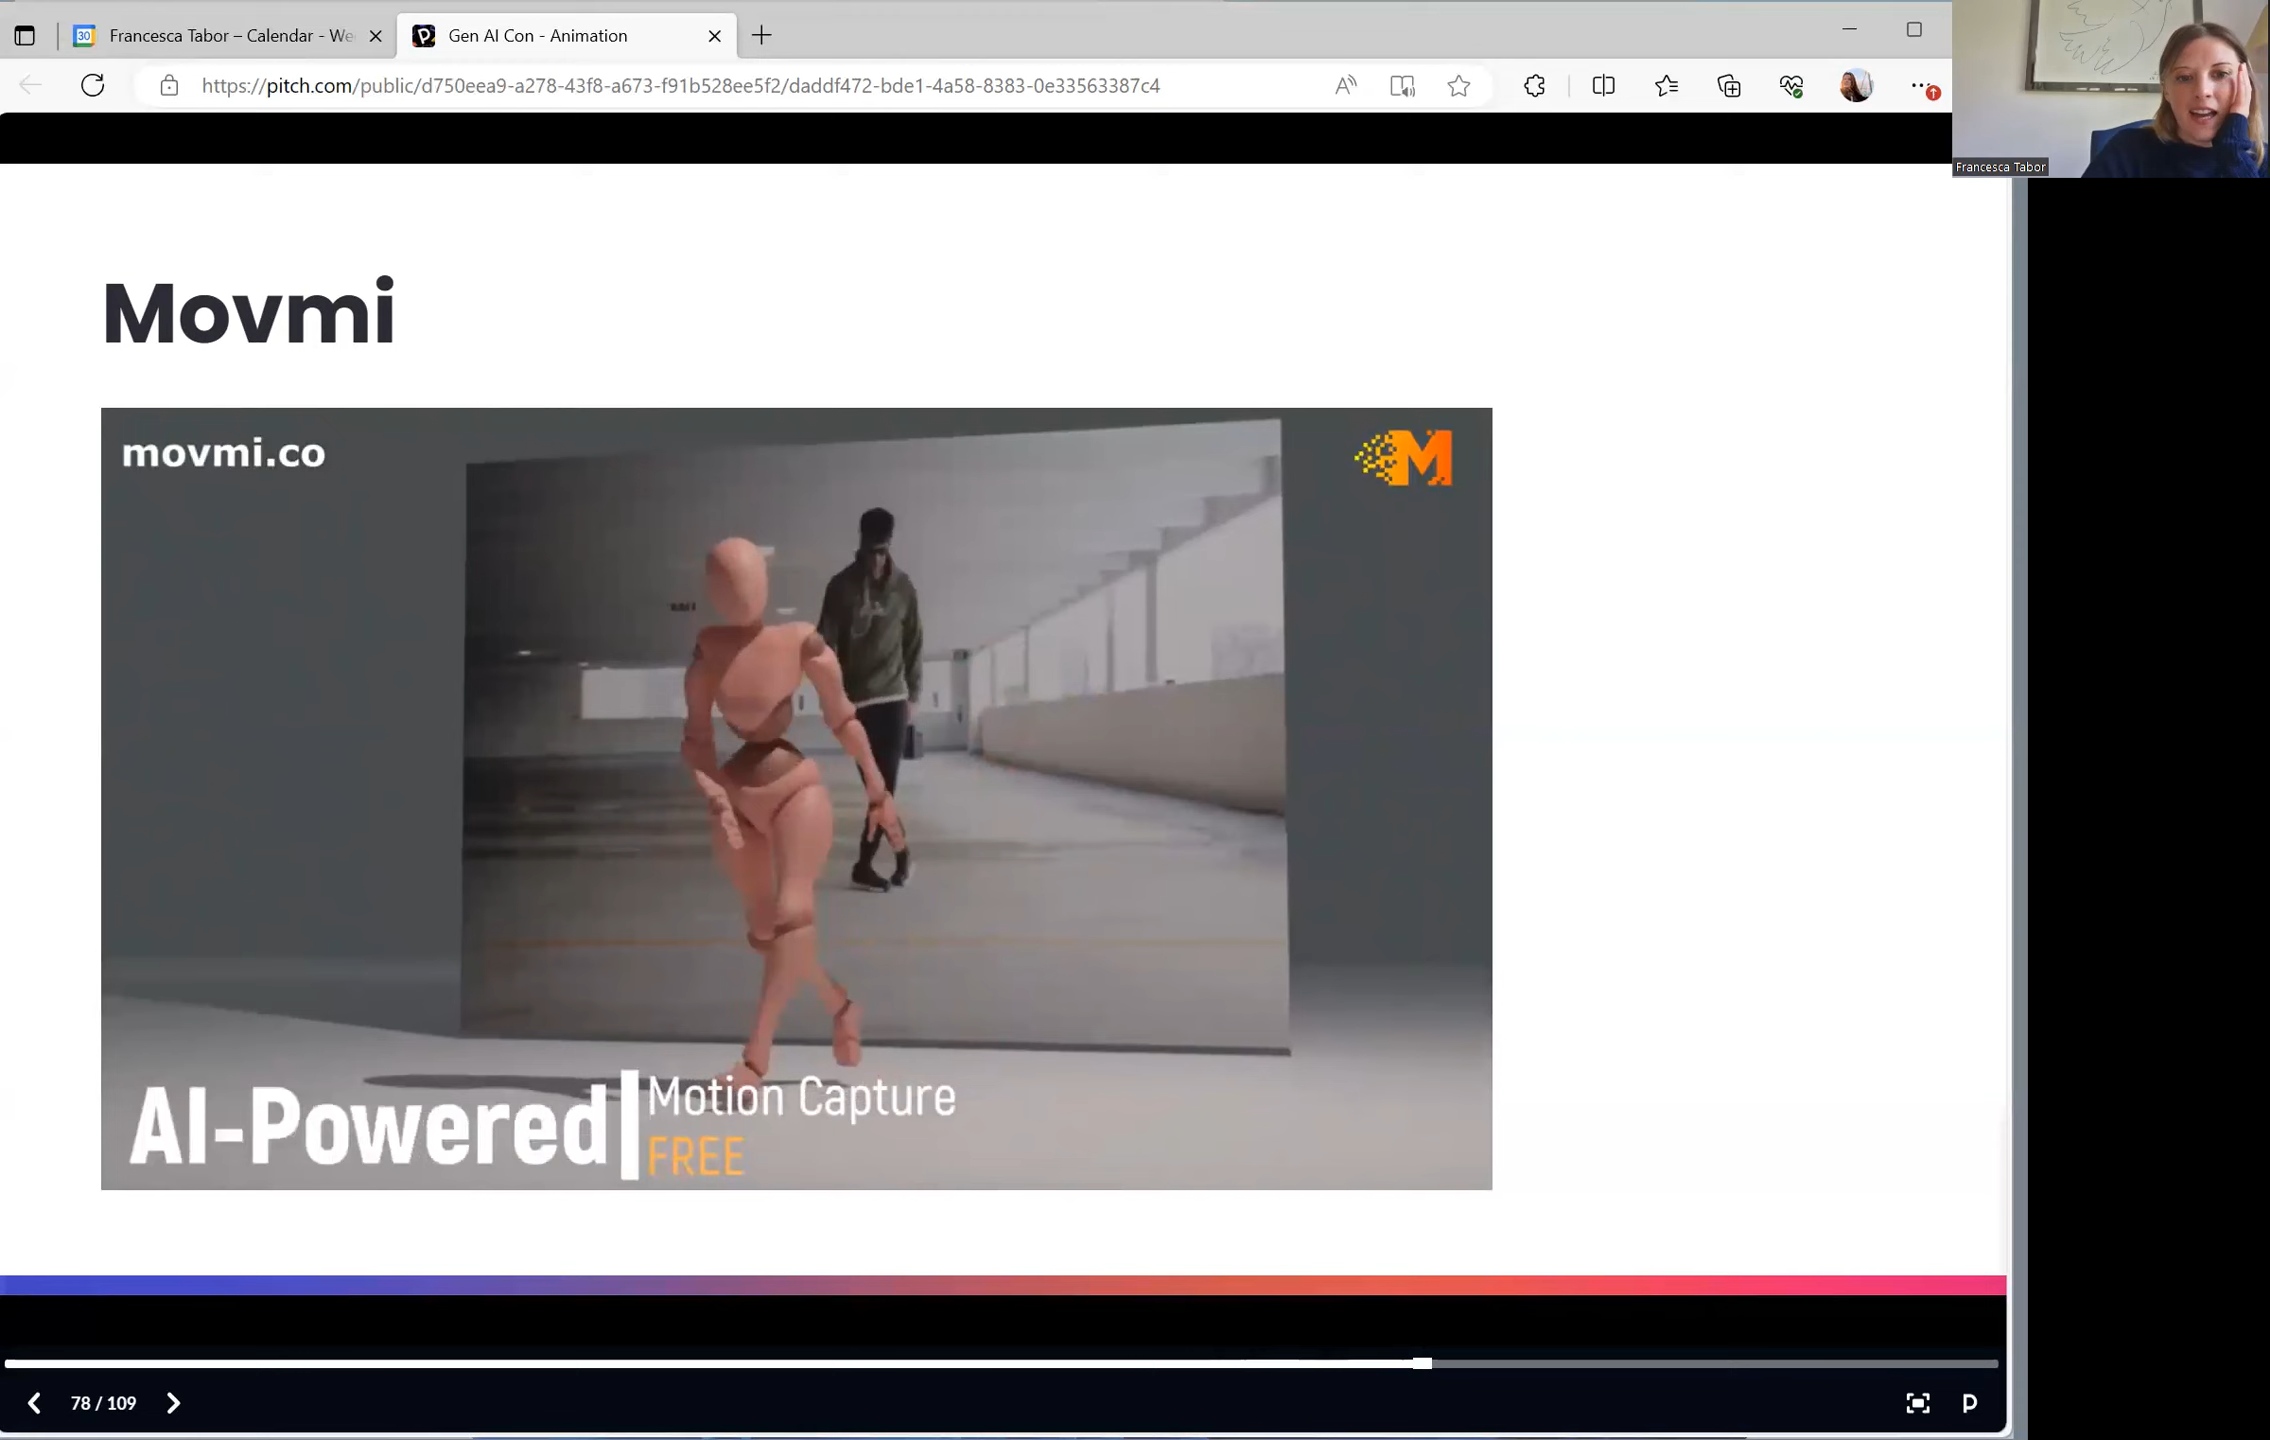 30 Francesca Tabor – Calendar - We
Gen AI Con - Animation
https://pitch.com/public/d750eea9-a278-43f8-a673-f91b528ee5f2/daddf472-bde1-4a58-8383-0e33563387c4
Francesca Tabor
Movmi
movmi.co
M
AI-Powered
Motion Capture
FREE
78 / 109